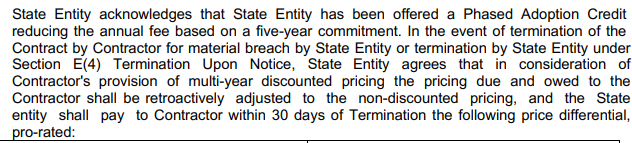 State Entity acknowledges that State Entity has been offered a Phased Adoption Credit
reducing the annual fee based on a five-year commitment. In the event of termination of the
Contract by Contractor for material breach by State Entity or termination by State Entity under
Section E(4) Termination Upon Notice, State Entity agrees that in consideration of
Contractor's provision of multi-year discounted pricing the pricing due and owed to the
Contractor shall be retroactively adjusted to the non-discounted pricing, and the State
entity shall pay to Contractor within 30 days of Termination the following price differential,
pro-rated: